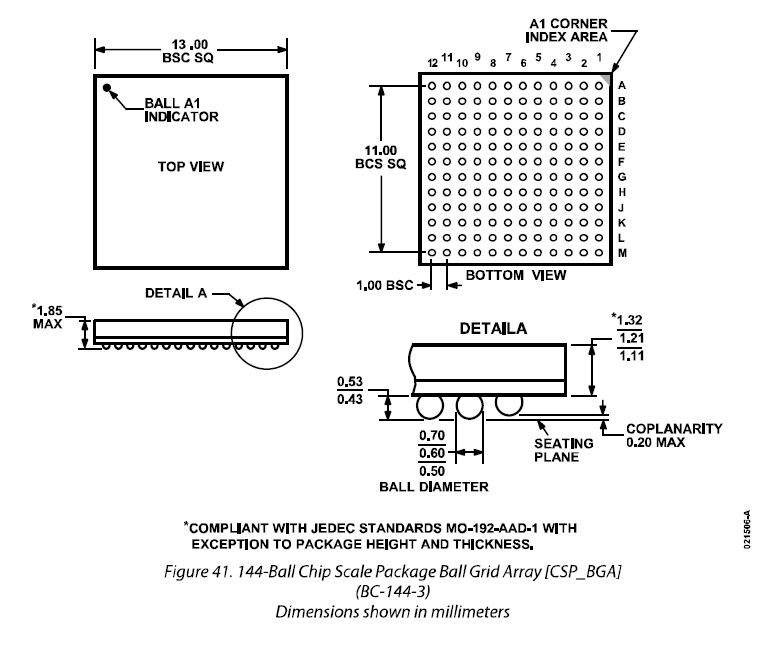 13.00
BSC SQ
BALL A1
INDICATOR
TOP VIEW
A1 CORNER
INDEX AREA
12 11 10 9 8 7 6 5 4 3 2 1
A
B
C
D
E
F
G
H
J
K
L
M
11.00
BCS SQ
BOTTOM VIEW
1.00 BSC
DETAIL A
*1.85
MAX
DETAILA
*1.32
1.21
1.11
0.53
0.43
0.70
0.60
0.50
BALL DIAMETER
SEATING
PLANE
COPLANARITY
0.20 MAX
*COMPLIANT WITH JEDEC STANDARDS MO-192-AAD-1 WITH
EXCEPTION TO PACKAGE HEIGHT AND THICKNESS.
021506-A
Figure 41. 144-Ball Chip Scale Package Ball Grid Array [CSP_BGA]
(BC-144-3)
Dimensions shown in millimeters